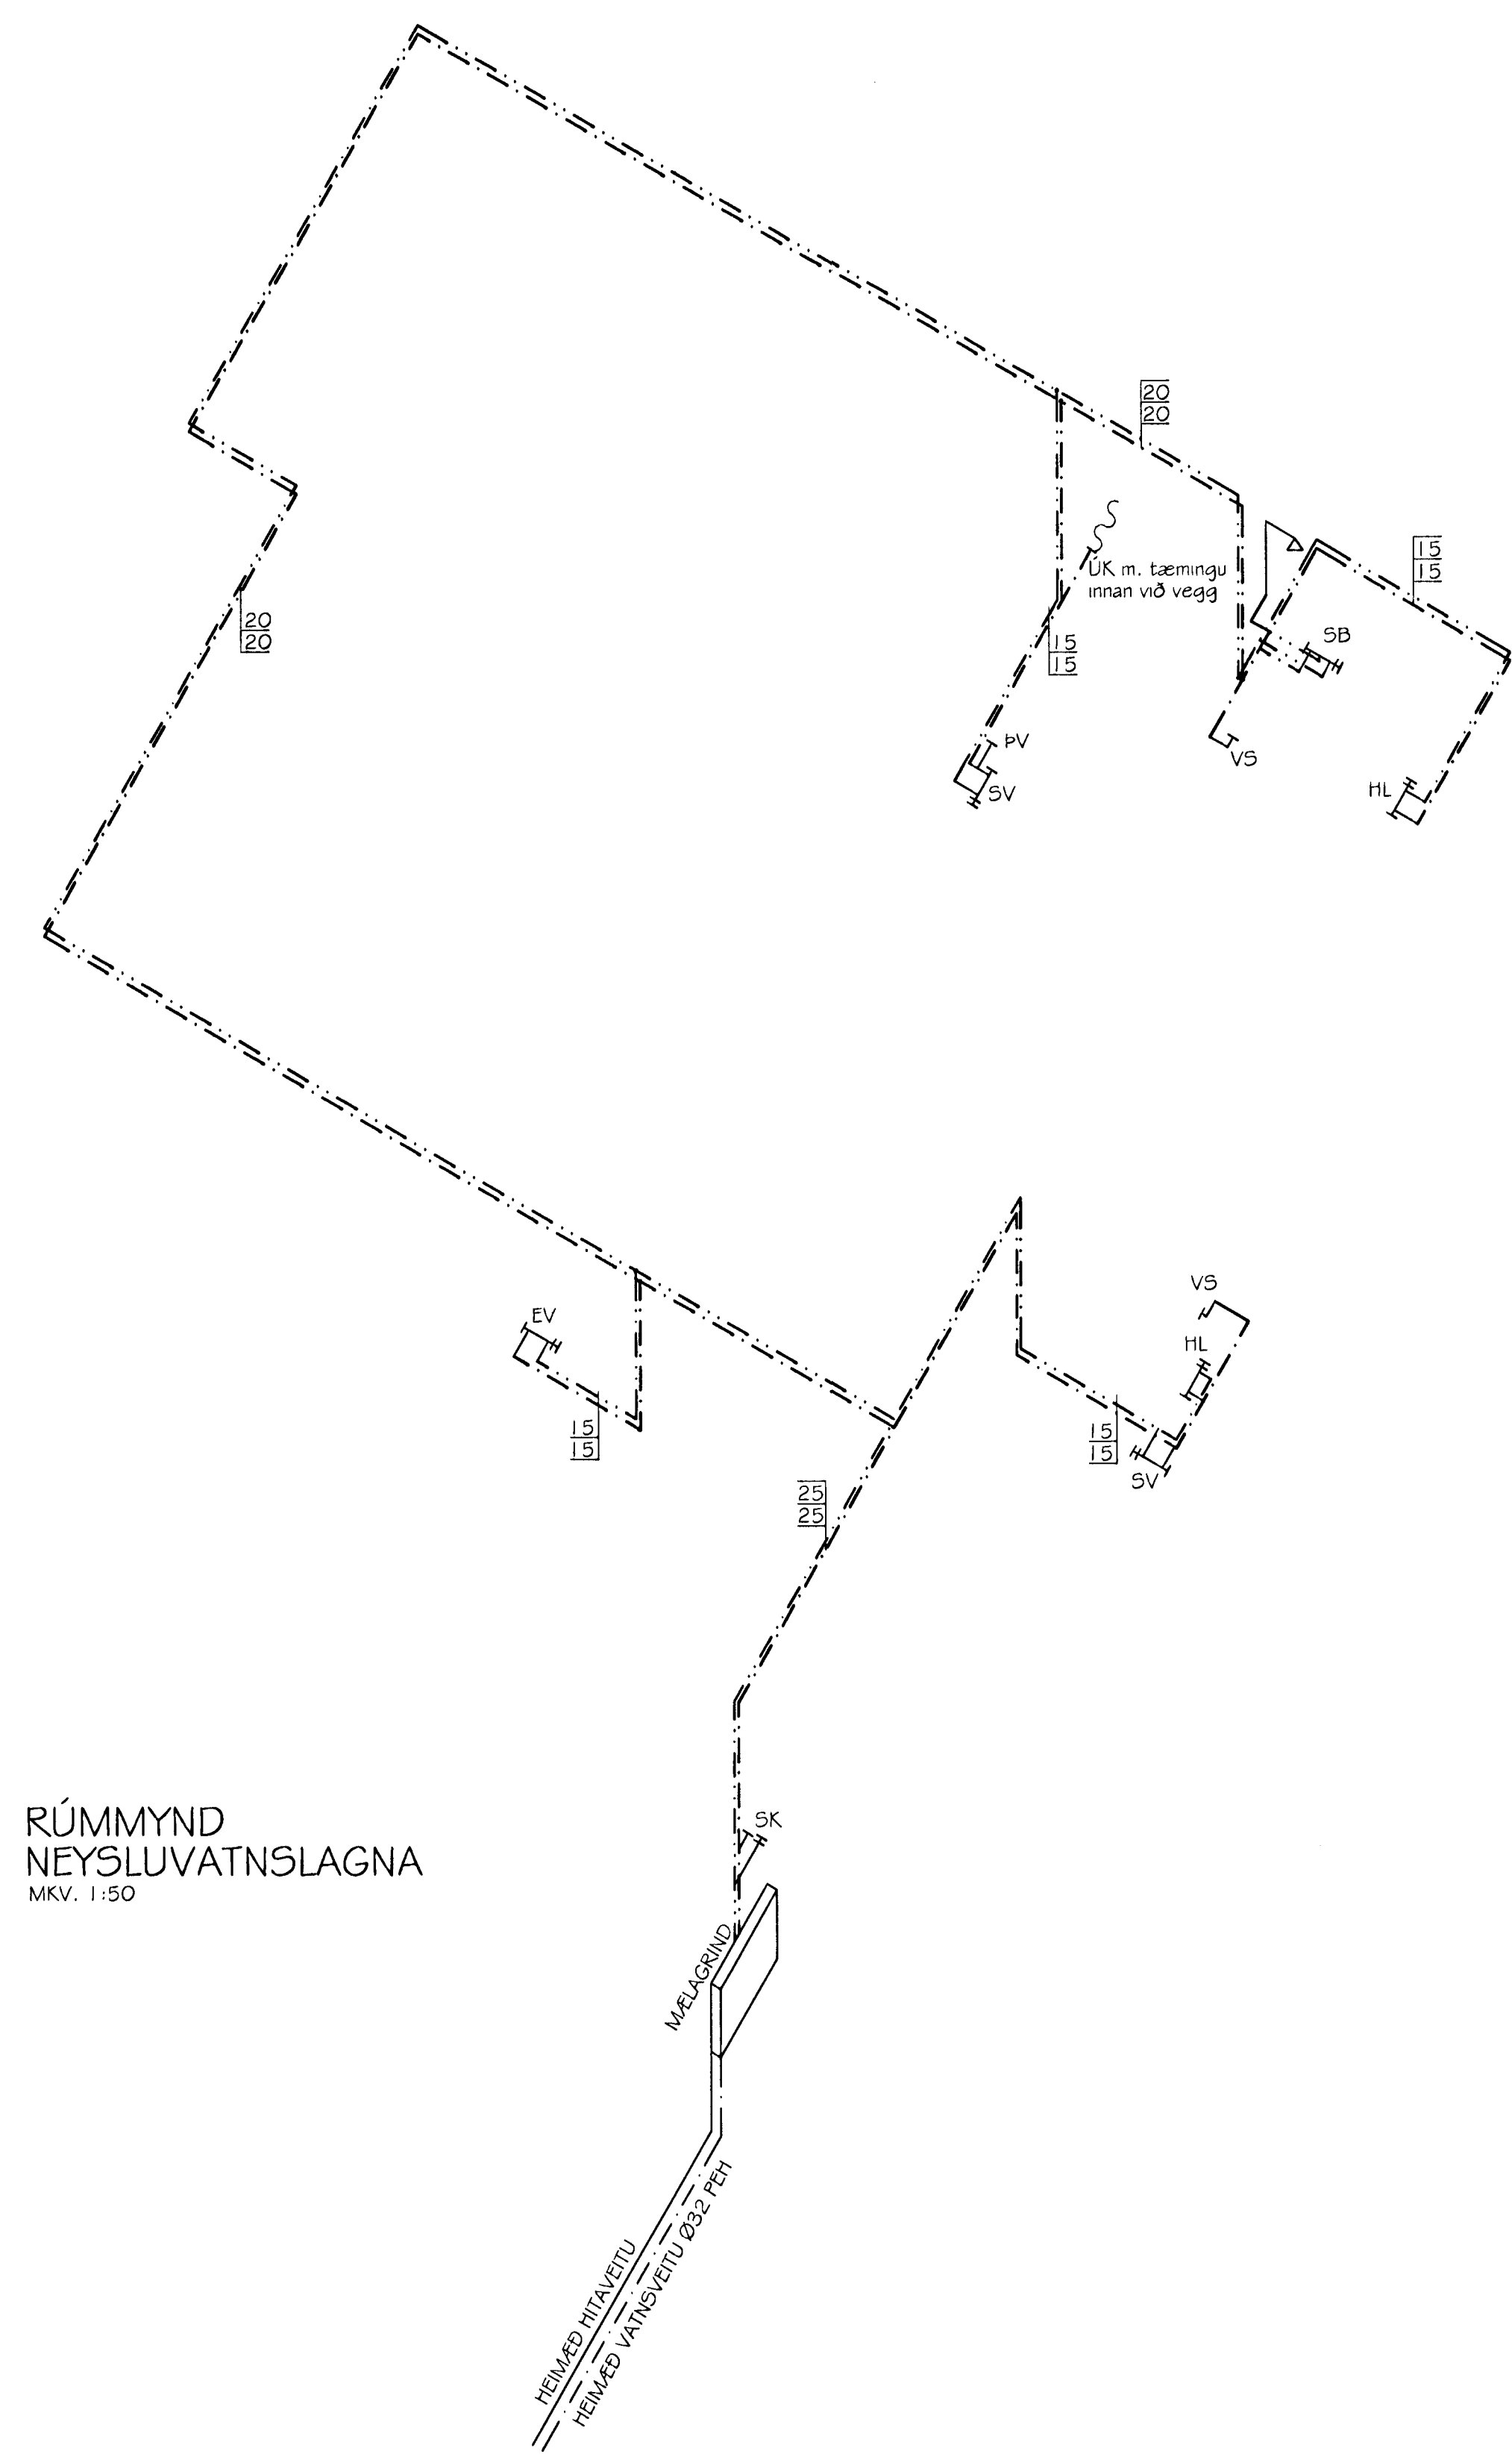 20
20
ÚK m. tæmingu
innan við vegg
15
15
SB
20
20
15
15
ÞV
SV
VS
HL
VS
EV
HL
15
15
15
15
SV
25
25
SK
RÚMMYND
NEYSLUVATNSLAGNA
MKV. 1:50
MÆLAGRIND
HEIMÆÐ HITAVEITU
HEIMÆÐ VATNSVEITU Ø32 PEH